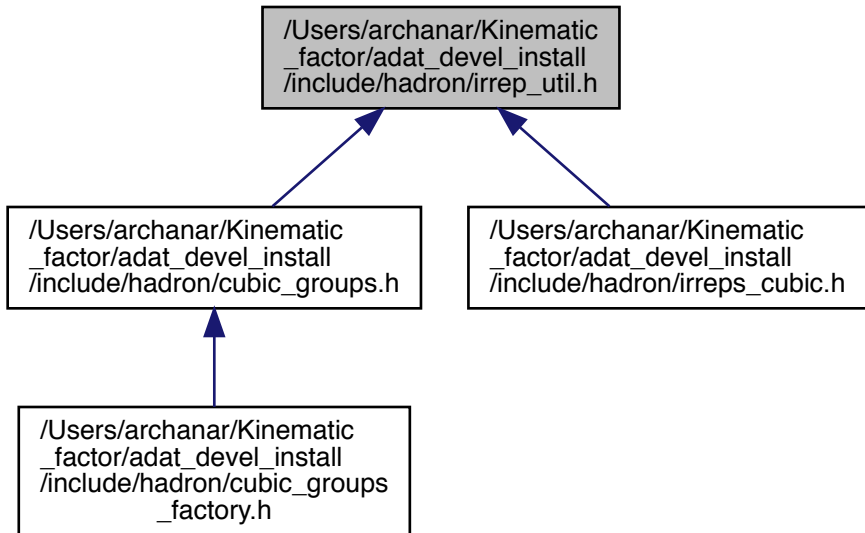 /Users/archanar/Kinematic
_factor/adat_devel_install
/include/hadron/irrep_util.h
/Users/archanar/Kinematic
_factor/adat_devel_install
/include/hadron/cubic_groups.h
/Users/archanar/Kinematic
_factor/adat_devel_install
/include/hadron/irreps_cubic.h
/Users/archanar/Kinematic
_factor/adat_devel_install
/include/hadron/cubic_groups
_factory.h